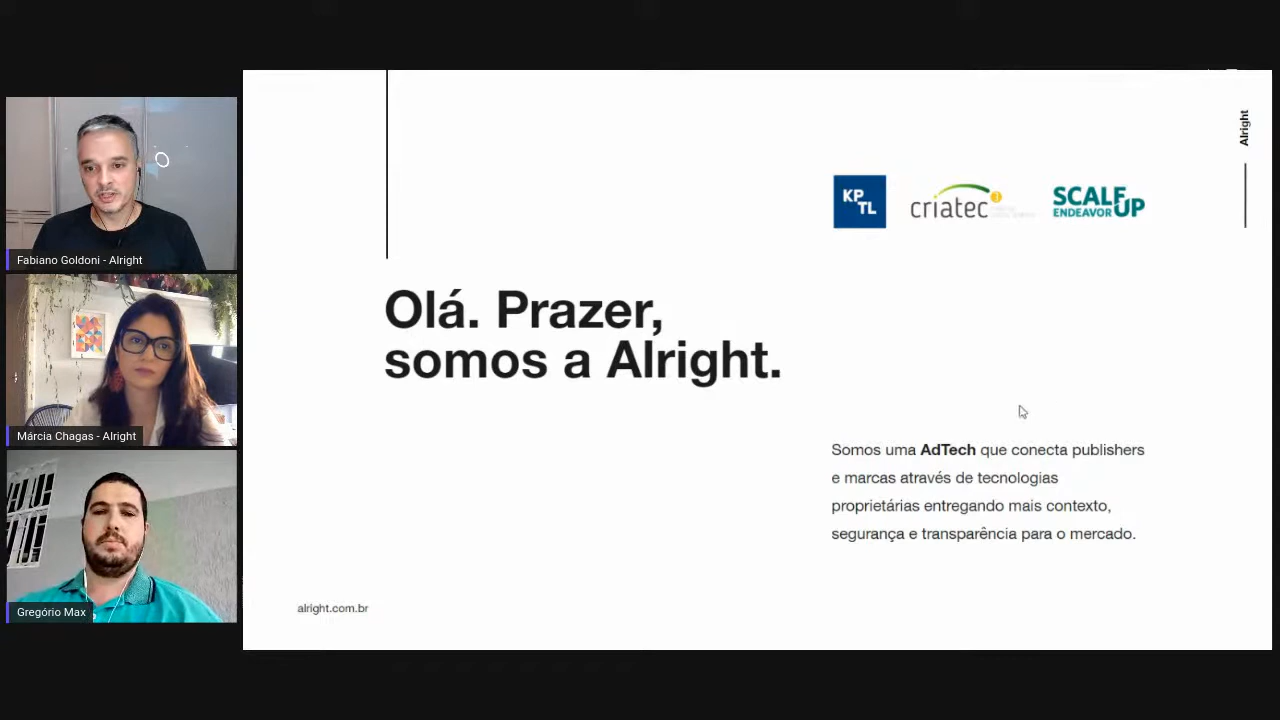 Fabiano Goldoni - Alright
Márcia Chagas - Alright
Gregório Max
Alright
KP
TL
criatec 3
SCALE UP
ENDEAVOR
Olá. Prazer,
somos a Alright.
Somos uma AdTech que conecta publishers
e marcas através de tecnologias
proprietárias entregando mais contexto,
segurança e transparência para o mercado.
alright.com.br